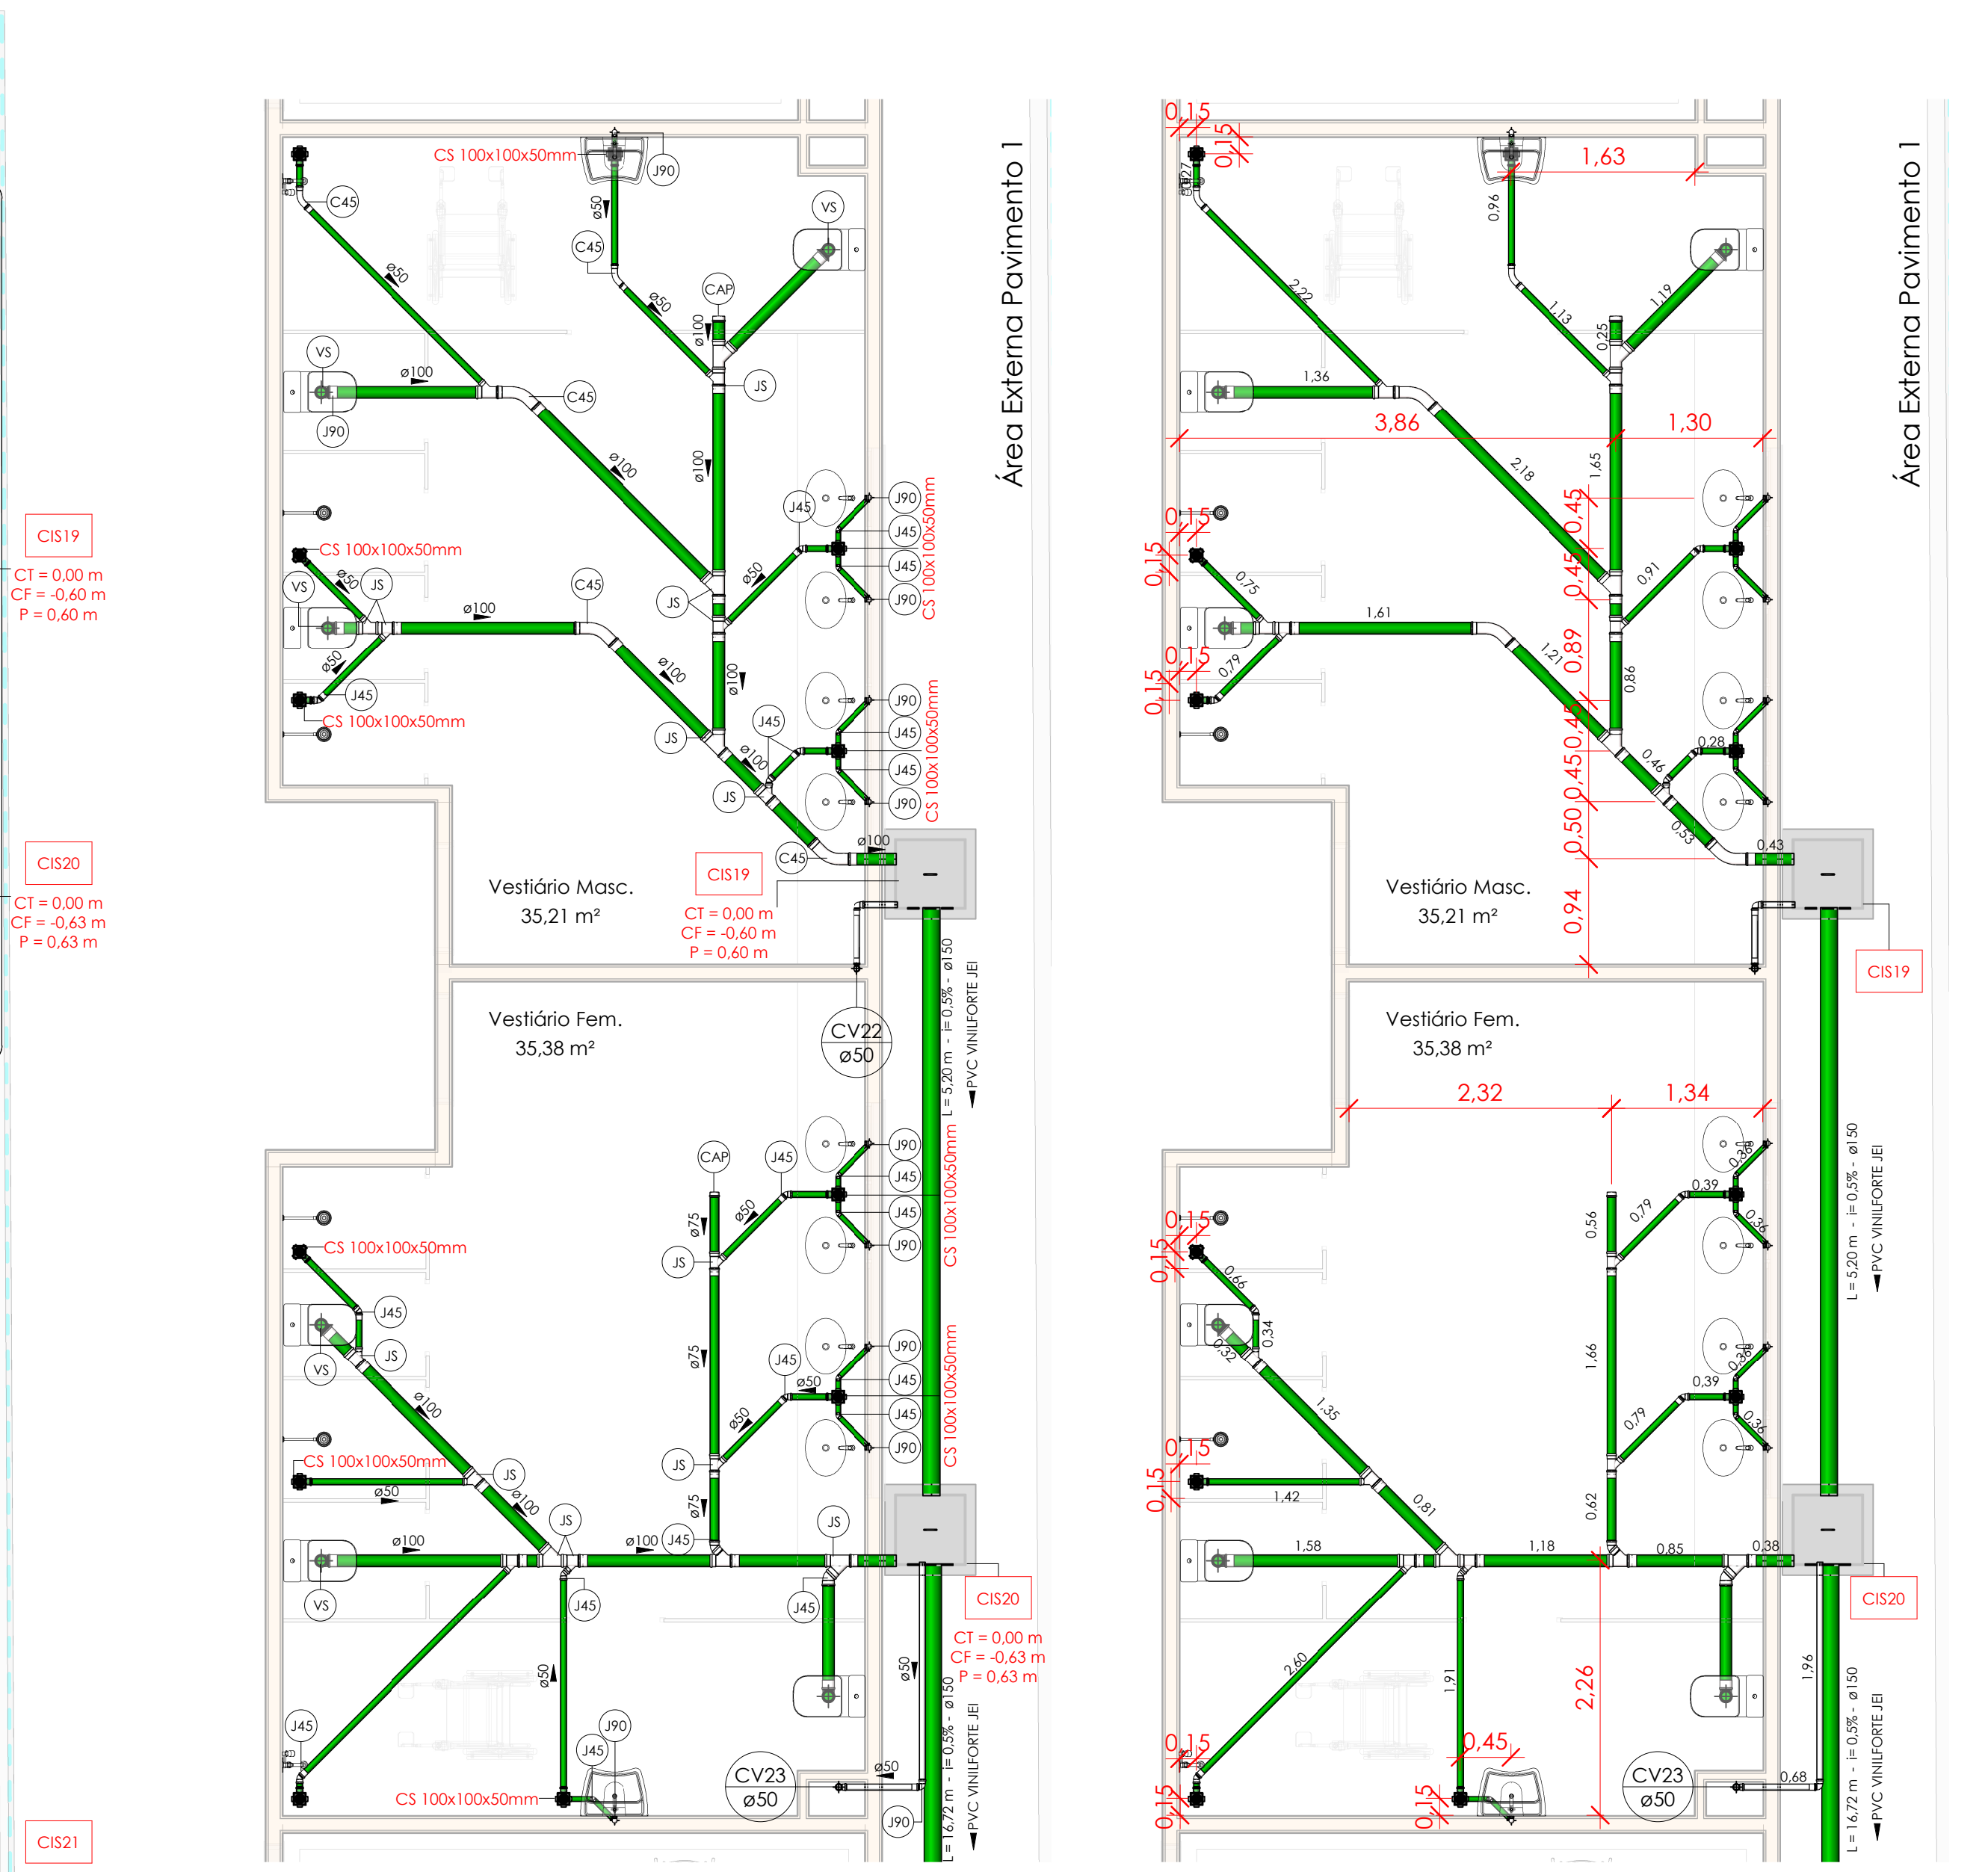 CIS19
CT = 0,00 m
CF = -0,60 m
P = 0,60 m
CIS20
CT = 0,00 m
CF = -0,63 m
P = 0,63 m
CIS21
CS 100x100x50mm
J90
C45
ø50
VS
C45
ø50
CAP
ø50
ø100
VS
ø100
JS
C45
J90
ø100
ø100
J45
J90
J45
J45
J90
CS 100x100x50mm
CS 100x100x50mm
ø50
JS
VS
C45
ø50
JS
ø100
ø50
J45
CS 100x100x50mm
ø100
ø100
JS
J45
ø100
JS
J90
J45
J45
J90
CS 100x100x50mm
ø100
C45
Vestiário Masc.
35,21 m²
CIS19
CT = 0,00 m
CF = -0,60 m
P = 0,60 m
Área Externa Pavimento 1
L = 5,20 m - i= 0,5% - ø150
PVC VINILFORTE JEI
Vestiário Fem.
35,38 m²
CV22
ø50
CAP
J45
J90
J45
J45
J90
CS 100x100x50mm
ø75
ø50
JS
CS 100x100x50mm
J45
JS
VS
ø75
J45
ø50
J90
J45
J45
J90
CS 100x100x50mm
ø100
ø50
CS 100x100x50mm
JS
JS
ø50
ø100
ø75
JS
JS
ø100
J45
ø100
VS
J45
J45
CIS20
CT = 0,00 m
CF = -0,63 m
P = 0,63 m
ø50
ø50
J45
J90
J45
CS 100x100x50mm
CV23
ø50
ø50
J90
L = 16,72 m - i= 0,5% - ø150
PVC VINILFORTE JEI
0,15
0,15
0,27
1,63
0,96
2,22
1,13
1,19
0,25
1,36
3,86
1,30
2,18
1,65
0,45
0,15
0,15
0,45
0,75
0,91
1,61
0,89
0,15
0,79
0,15
1,21
0,86
0,45
0,28
0,46
0,45
0,53
0,50
0,43
0,94
Área Externa Pavimento 1
Vestiário Masc.
35,21 m²
CIS19
Vestiário Fem.
35,38 m²
2,32
1,34
L = 5,20 m - i= 0,5% - ø150
PVC VINILFORTE JEI
0,36
0,39
0,79
0,56
0,36
0,15
0,15
0,66
0,34
0,32
1,66
0,36
0,39
0,79
0,36
1,35
0,15
0,15
1,42
0,81
0,62
1,58
1,18
0,85
0,38
CIS20
2,60
1,91
2,26
1,96
0,15
0,45
0,15
0,15
CV23
ø50
0,68
L = 16,72 m - i= 0,5% - ø150
PVC VINILFORTE JEI